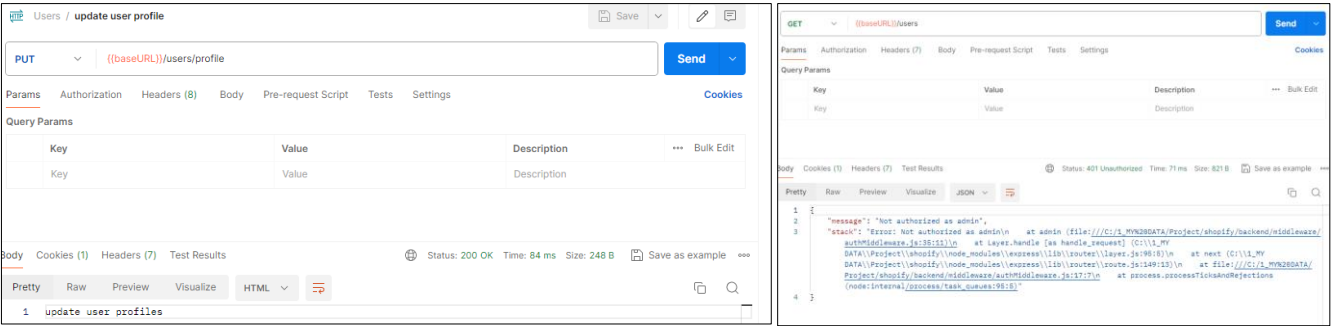 HTTP Users / update user profile Save
PUT {{baseURL}}/users/profile Send
Params Authorization Headers (8) Body Pre-request Script Tests Settings Cookies
Query Params
Key Value Description ••• Bulk Edit
Key Value Description
Body Cookies (1) Headers (7) Test Results Status: 200 OK Time: 84 ms Size: 248 B Save as example •••
Pretty Raw Preview Visualize HTML
1 update user profiles
GET {{baseURL}}/users Send
Params Authorization Headers (7) Body Pre-request Script Tests Settings Cookies
Query Params
Key Value Description ••• Bulk Edit
Key Value Description
Body Cookies (1) Headers (7) Test Results Status: 401 Unauthorized Time: 71 ms Size: 821 B Save as example •••
Pretty Raw Preview Visualize JSON
1 {
2 "message": "Not authorized as admin",
3 "stack": "Error: Not authorized as admin\n at admin (file:///C:/1_MY%20DATA/Project/shopify/backend/middleware/
authMiddleware.js:35:11)\n at Layer.handle [as handle_request] (C:\\1_MY
DATA\\Project\\shopify\\node_modules\\express\\lib\\router\\layer.js:95:5)\n at next (C:\\1_MY
DATA\\Project\\shopify\\node_modules\\express\\lib\\router\\route.js:149:13)\n at file:///C:/1_MY%20DATA/
Project/shopify/backend/middleware/authMiddleware.js:17:7\n at process.processTicksAndRejections
(node:internal/process/task_queues:95:5)"
4 }